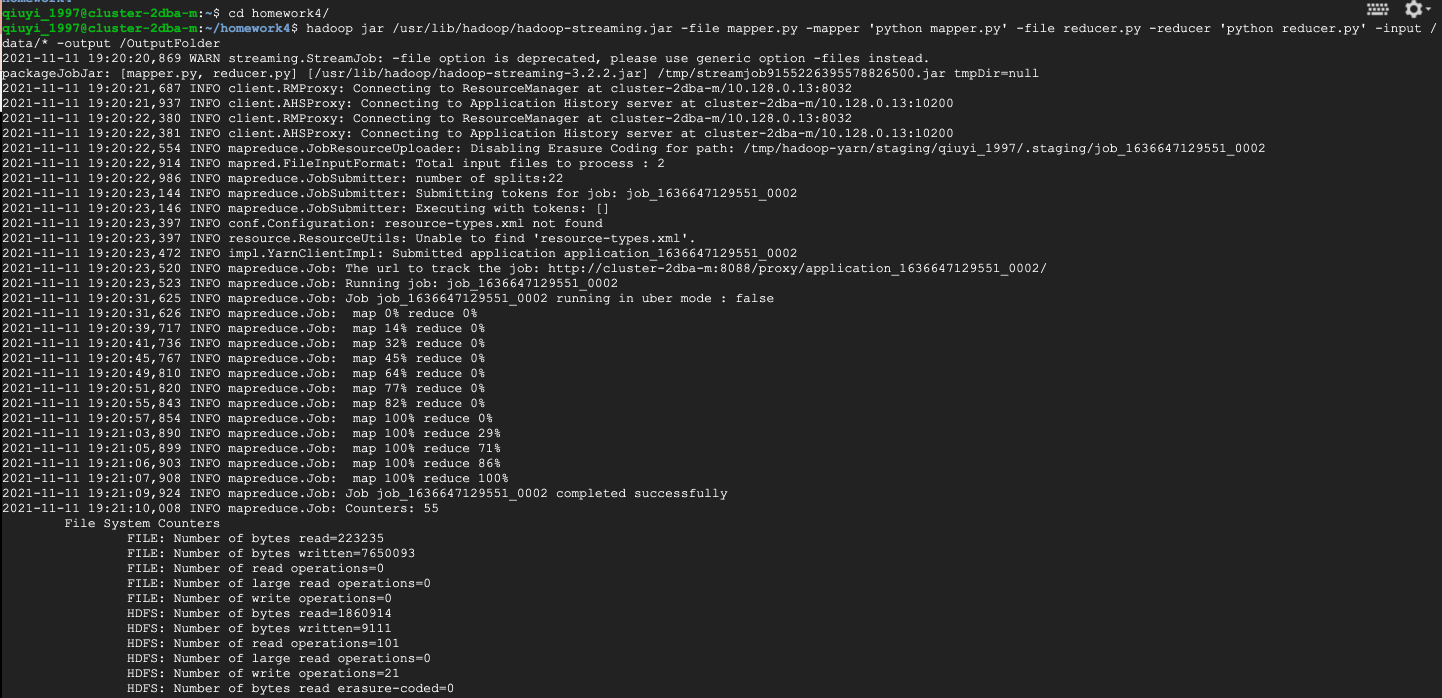 qiuyi_1997@cluster-2dba-m:~$ cd homework4/
qiuyi_1997@cluster-2dba-m:~/homework4$ hadoop jar /usr/lib/hadoop/hadoop-streaming.jar -file mapper.py -mapper 'python mapper.py' -file reducer.py -reducer 'python reducer.py' -input /
data/* -output /OutputFolder
2021-11-11 19:20:20,869 WARN streaming.StreamJob: -file option is deprecated, please use generic option -files instead.
packageJobJar: [mapper.py, reducer.py] [/usr/lib/hadoop/hadoop-streaming-3.2.2.jar] /tmp/streamjob9155226395578826500.jar tmpDir=null
2021-11-11 19:20:21,687 INFO client.RMProxy: Connecting to ResourceManager at cluster-2dba-m/10.128.0.13:8032
2021-11-11 19:20:21,937 INFO client.AHSProxy: Connecting to Application History server at cluster-2dba-m/10.128.0.13:10200
2021-11-11 19:20:22,380 INFO client.RMProxy: Connecting to ResourceManager at cluster-2dba-m/10.128.0.13:8032
2021-11-11 19:20:22,381 INFO client.AHSProxy: Connecting to Application History server at cluster-2dba-m/10.128.0.13:10200
2021-11-11 19:20:22,554 INFO mapreduce.JobResourceUploader: Disabling Erasure Coding for path: /tmp/hadoop-yarn/staging/qiuyi_1997/.staging/job_1636647129551_0002
2021-11-11 19:20:22,914 INFO mapred.FileInputFormat: Total input files to process : 2
2021-11-11 19:20:22,986 INFO mapreduce.JobSubmitter: number of splits:22
2021-11-11 19:20:23,144 INFO mapreduce.JobSubmitter: Submitting tokens for job: job_1636647129551_0002
2021-11-11 19:20:23,146 INFO mapreduce.JobSubmitter: Executing with tokens: []
2021-11-11 19:20:23,397 INFO conf.Configuration: resource-types.xml not found
2021-11-11 19:20:23,397 INFO resource.ResourceUtils: Unable to find 'resource-types.xml'.
2021-11-11 19:20:23,472 INFO impl.YarnClientImpl: Submitted application application_1636647129551_0002
2021-11-11 19:20:23,520 INFO mapreduce.Job: The url to track the job: http://cluster-2dba-m:8088/proxy/application_1636647129551_0002/
2021-11-11 19:20:23,523 INFO mapreduce.Job: Running job: job_1636647129551_0002
2021-11-11 19:20:31,625 INFO mapreduce.Job: Job job_1636647129551_0002 running in uber mode : false
2021-11-11 19:20:31,626 INFO mapreduce.Job:  map 0% reduce 0%
2021-11-11 19:20:39,717 INFO mapreduce.Job:  map 14% reduce 0%
2021-11-11 19:20:41,736 INFO mapreduce.Job:  map 32% reduce 0%
2021-11-11 19:20:45,767 INFO mapreduce.Job:  map 45% reduce 0%
2021-11-11 19:20:49,810 INFO mapreduce.Job:  map 64% reduce 0%
2021-11-11 19:20:51,820 INFO mapreduce.Job:  map 77% reduce 0%
2021-11-11 19:20:55,843 INFO mapreduce.Job:  map 82% reduce 0%
2021-11-11 19:20:57,854 INFO mapreduce.Job:  map 100% reduce 0%
2021-11-11 19:21:03,890 INFO mapreduce.Job:  map 100% reduce 29%
2021-11-11 19:21:05,899 INFO mapreduce.Job:  map 100% reduce 71%
2021-11-11 19:21:06,903 INFO mapreduce.Job:  map 100% reduce 86%
2021-11-11 19:21:07,908 INFO mapreduce.Job:  map 100% reduce 100%
2021-11-11 19:21:09,924 INFO mapreduce.Job: Job job_1636647129551_0002 completed successfully
2021-11-11 19:21:10,008 INFO mapreduce.Job: Counters: 55
File System Counters
FILE: Number of bytes read=223235
FILE: Number of bytes written=7650093
FILE: Number of read operations=0
FILE: Number of large read operations=0
FILE: Number of write operations=0
HDFS: Number of bytes read=1860914
HDFS: Number of bytes written=9111
HDFS: Number of read operations=101
HDFS: Number of large read operations=0
HDFS: Number of write operations=21
HDFS: Number of bytes read erasure-coded=0